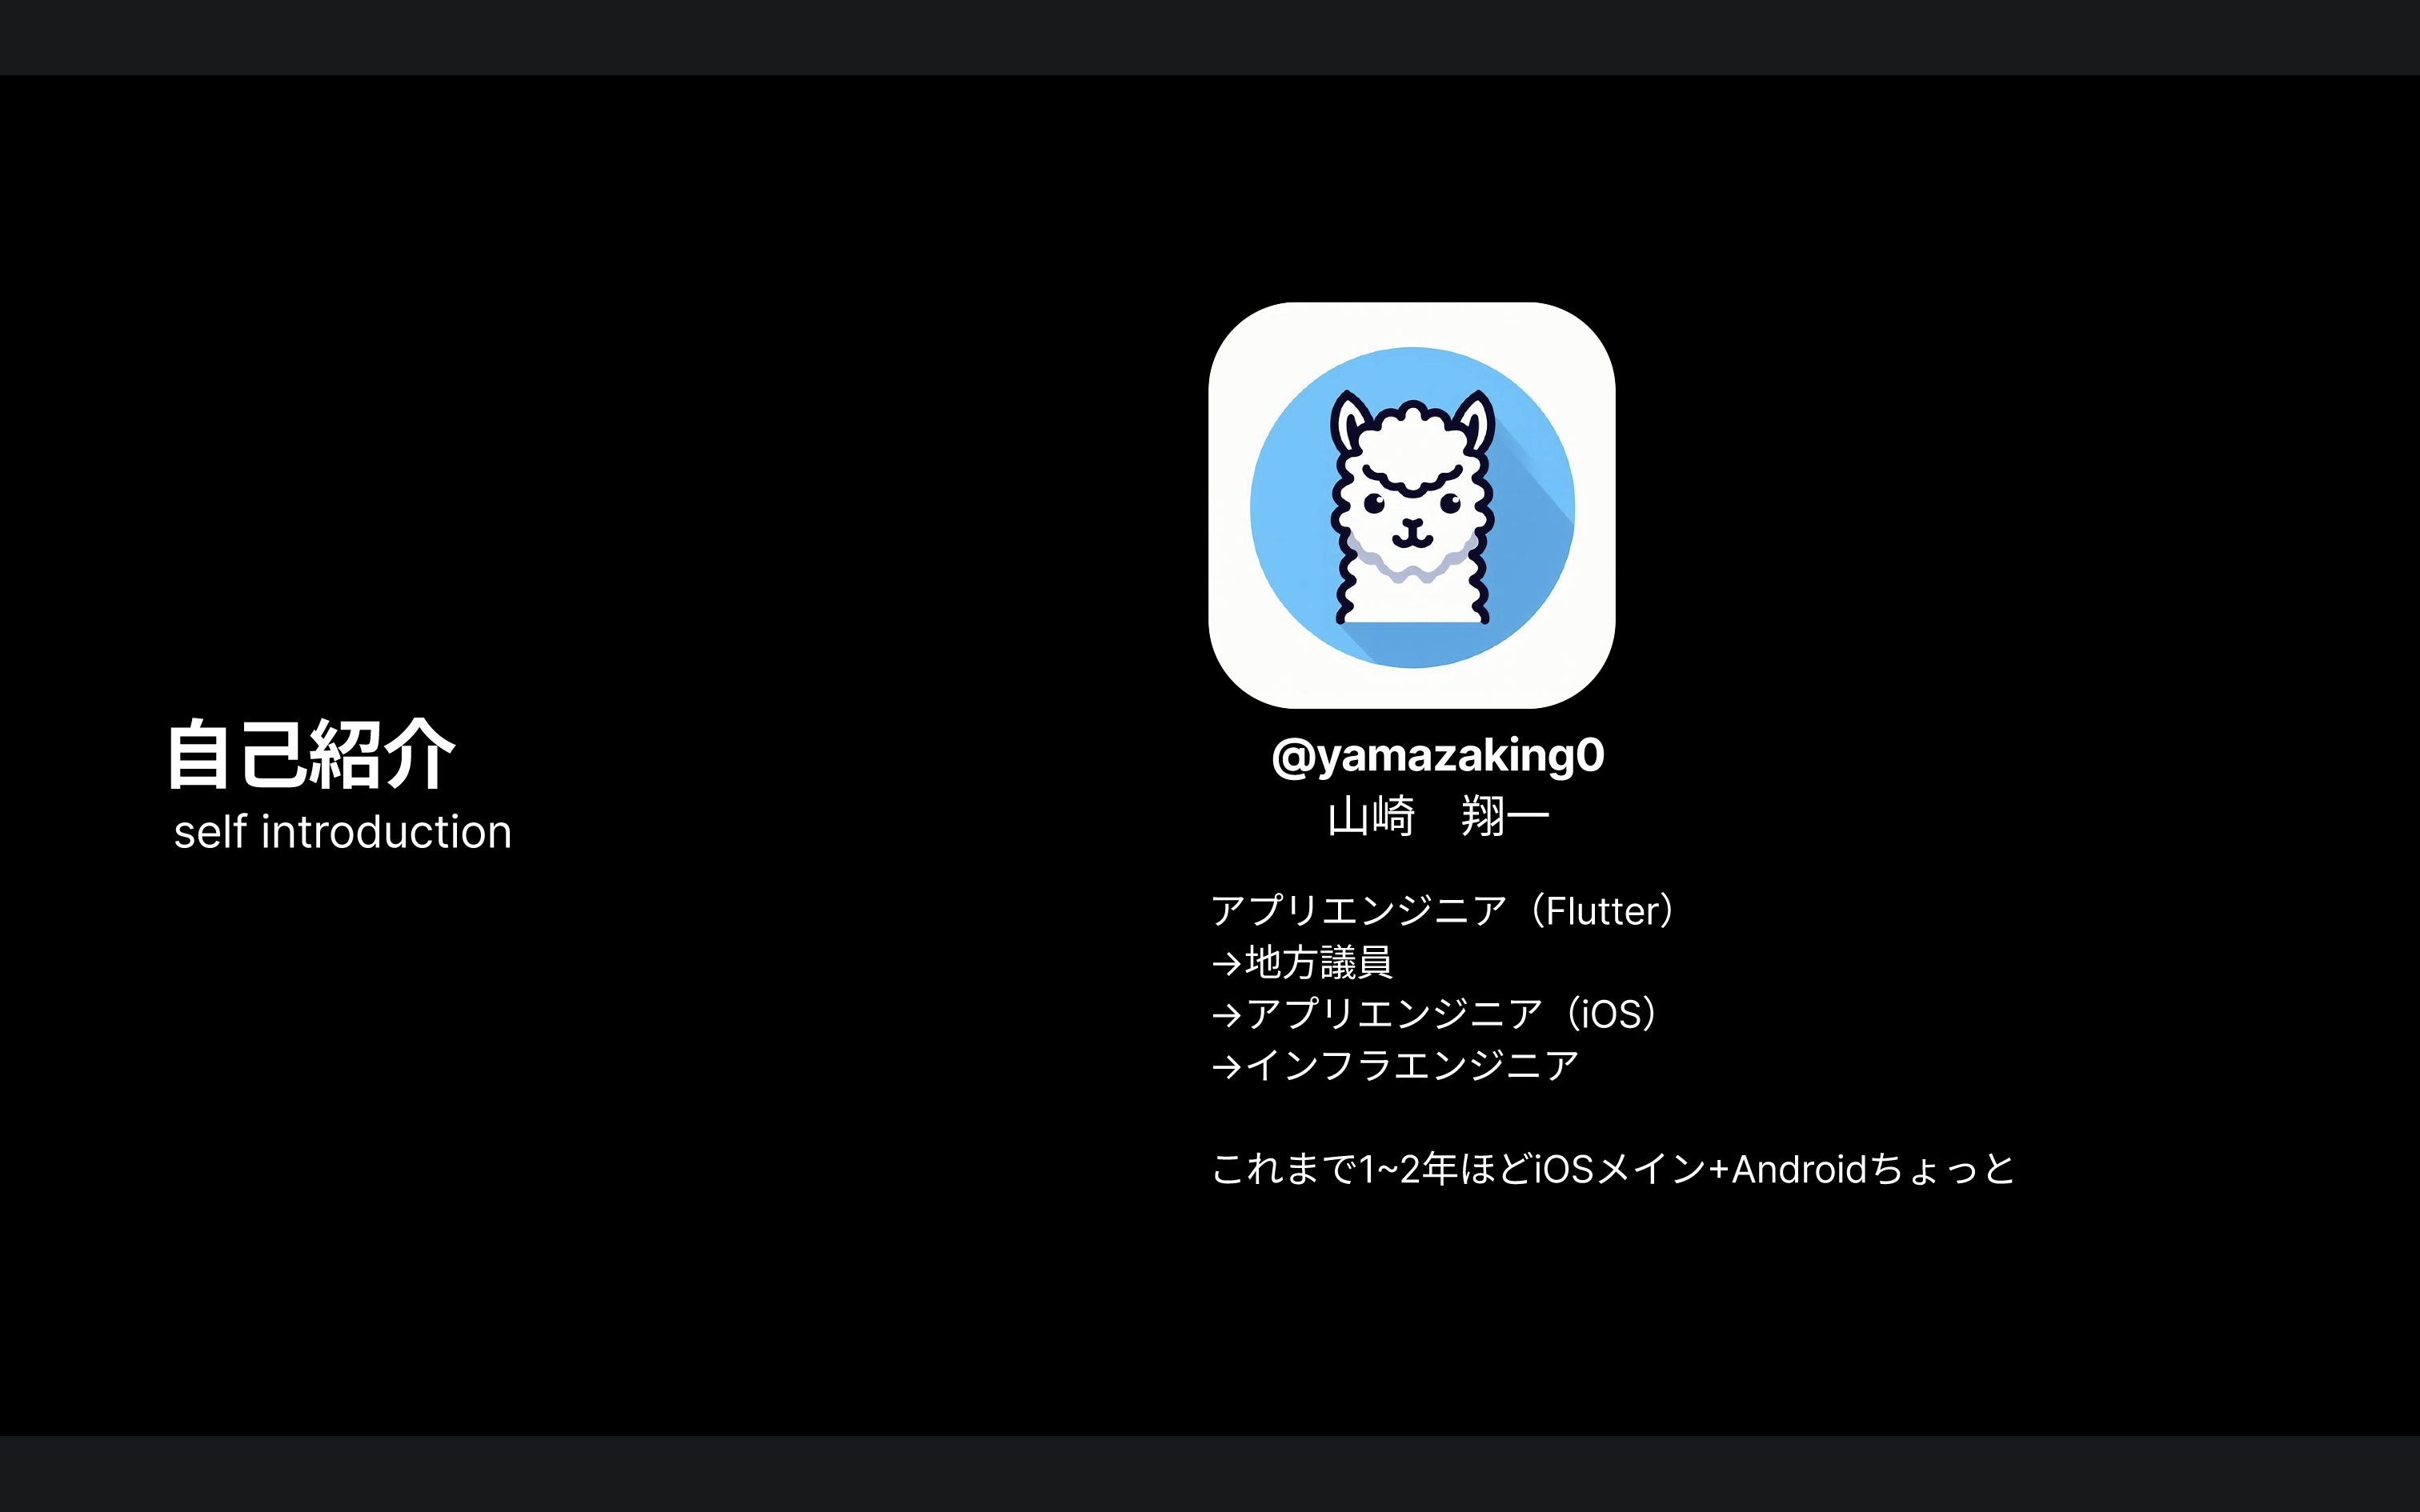 自己紹介
self introduction
@yamazaking0
山崎　翔一
アプリエンジニア（Flutter）
→地方議員
→アプリエンジニア（iOS）
→インフラエンジニア
これまで1~2年ほどiOSメイン+Androidちょっと